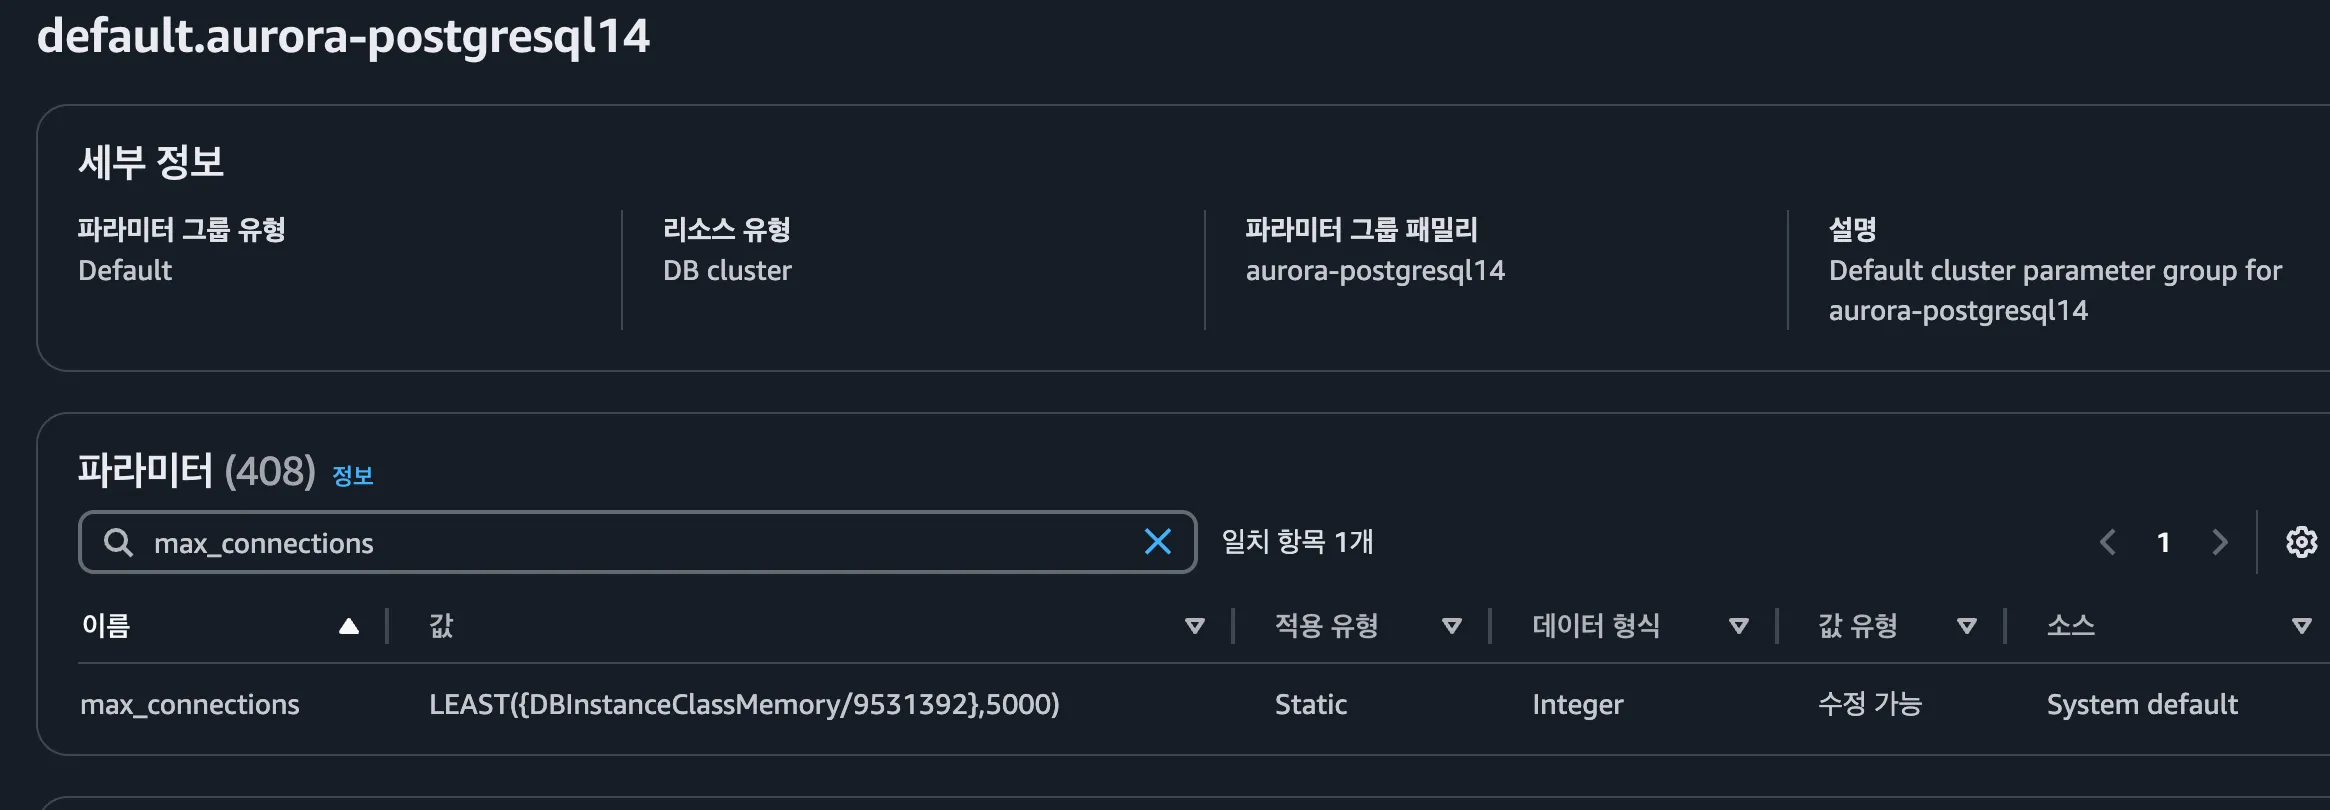 default.aurora-postgresql14
세부 정보
파라미터 그룹 유형
Default
리소스 유형
DB cluster
파라미터 그룹 패밀리
aurora-postgresql14
설명
Default cluster parameter group for
aurora-postgresql14
파라미터 (408) 정보
max_connections
일치 항목 1개
1
이름 값 적용 유형 데이터 형식 값 유형 소스
max_connections LEAST({DBInstanceClassMemory/9531392},5000) Static Integer 수정 가능 System default